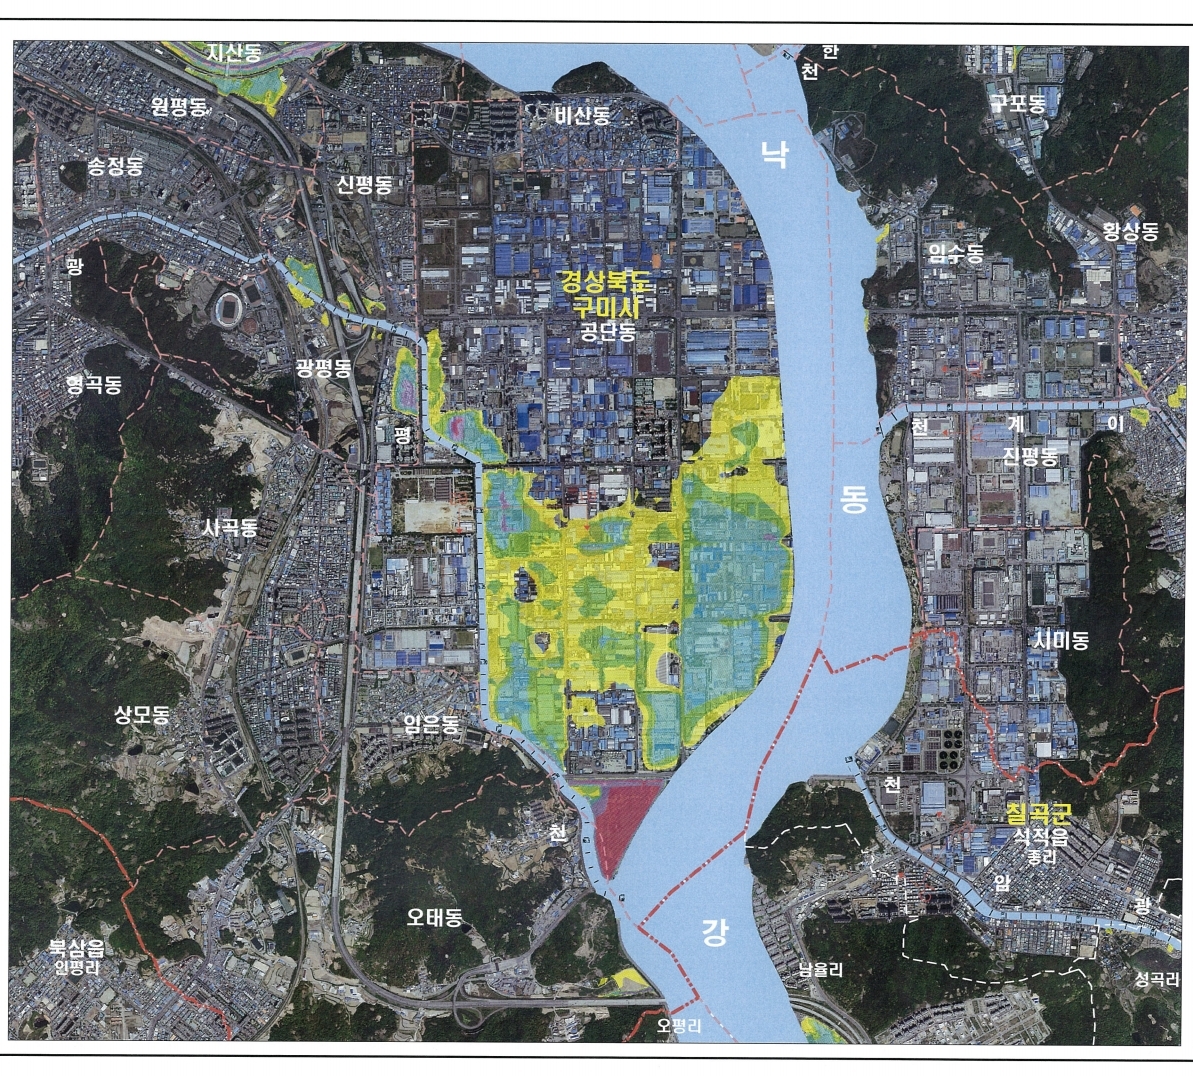 지산동
한
천
원평동
비산동
구포동
낙
송정동
신평동
황상동
임수동
광
경상북도
구미시
공단동
광평동
형곡동
평
천
계
이
진평동
동
사곡동
시미동
상모동
임은동
천
칠곡군
석적읍
중리
천
암
광
오태동
강
북삼읍
인평리
남율리
성곡리
오평리